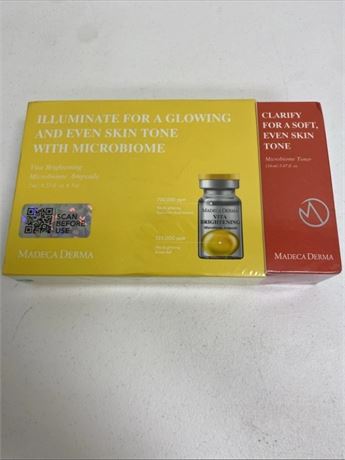 ILLUMINATE FOR A GLOWING
AND EVEN SKIN TONE
WITH MICROBIOME
Vita Brightening
Microbiome Ampoule
SCAN
BEFORE
USE
MADECA DERMA
MADECA DERMA
VITA
BRIGHTENING
CLARIFY
FOR A SOFT,
EVEN SKIN
TONE
Microbiome Toner
MADECA DERMA